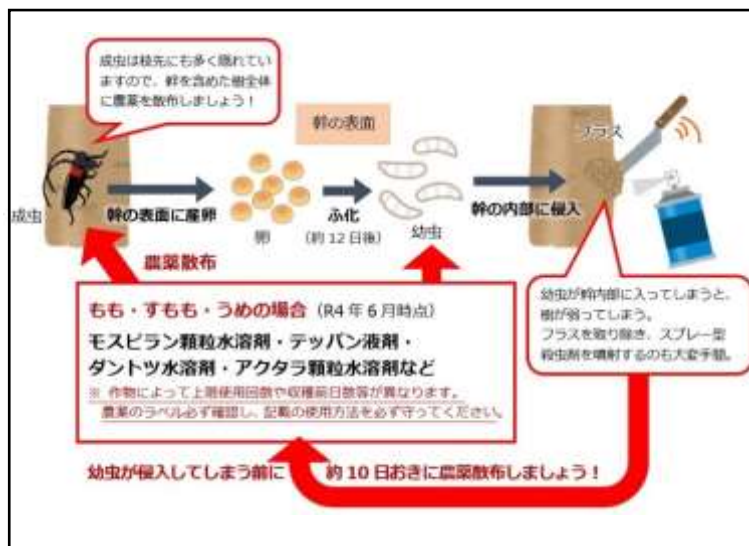 成虫は枝先にも多く隠れてい
ますので、幹を含めた樹全体
に農薬を散布しましょう！
幹の表面
フラス
成虫
幹の表面に産卵
卵
ふ化
(約12日後)
幼虫
幹の内部に侵入
農薬散布
もも・すもも・うめの場合（R4年6月時点）
モスピラン顆粒水溶剤・テッパン液剤・
ダントツ水溶剤・アクタラ顆粒水溶剤など
※ 作物によって上限使用回数や収穫前日数等が異なります。
農薬のラベル必ず確認し、記載の使用方法を必ず守ってください。
幼虫が幹内部に入ってしまうと、
樹が弱ってしまう。
フラスを取り除き、スプレー型
殺虫剤を噴射するのも大変手間。
幼虫が侵入してしまう前に
約10日おきに農薬散布しましょう！